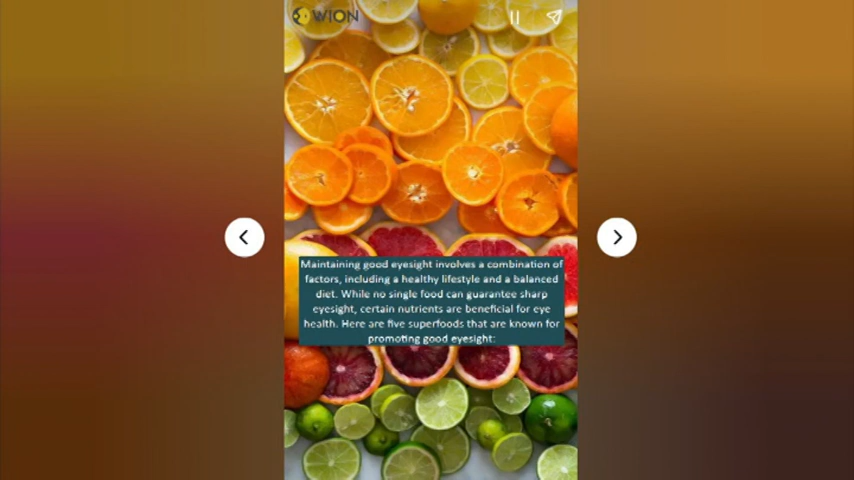 WION
Maintaining good eyesight involves a combination of
factors, including a healthy lifestyle and a balanced
diet. While no single food can guarantee sharp
eyesight, certain nutrients are beneficial for eye
health. Here are five superfoods that are known for
promoting good eyesight: